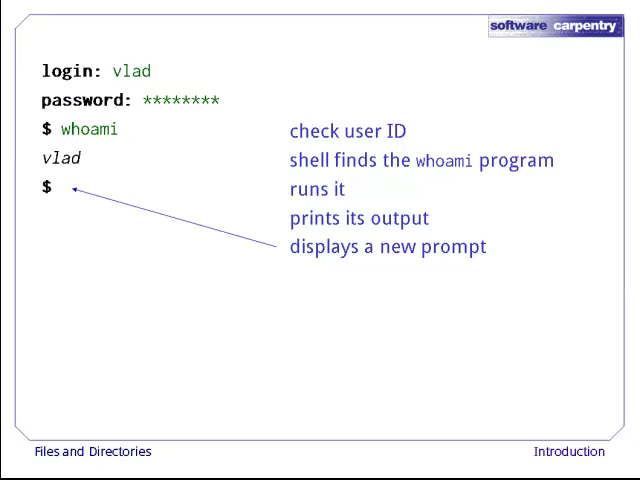 software carpentry
login: vlad
password: ********
$ whoami
check user ID
vlad
shell finds the whoami program
$
runs it
prints its output
displays a new prompt
Files and Directories
Introduction